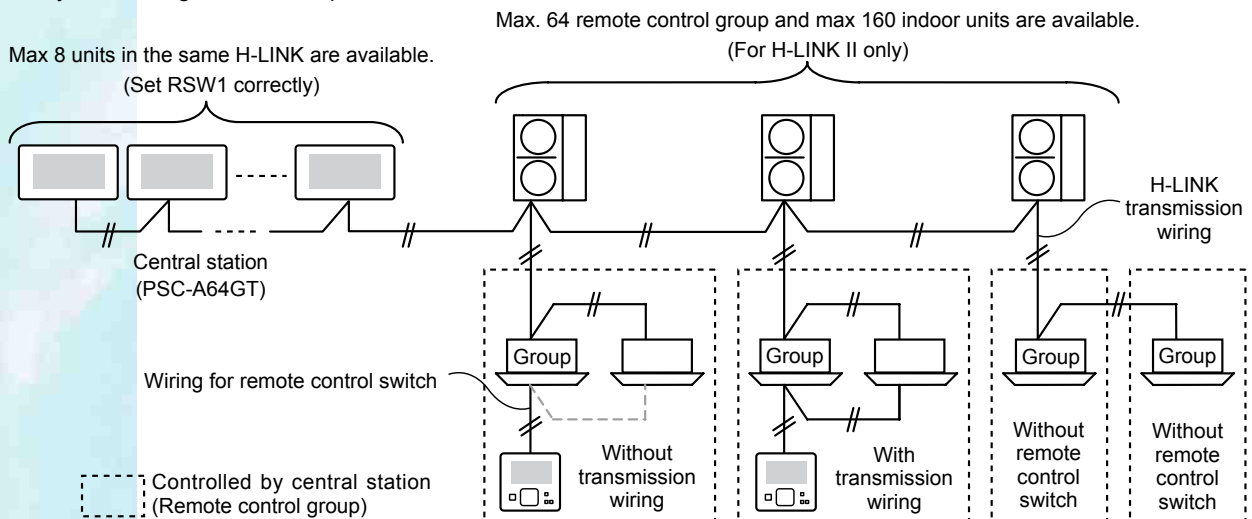 Max. 64 remote control group and max 160 indoor units are available.
(For H-LINK II only)
Max 8 units in the same H-LINK are available.
(Set RSW1 correctly)
H-LINK
transmission
wiring
Central station
(PSC-A64GT)
Group
Group
Group
Group
Wiring for remote control switch
Without
transmission
wiring
With
transmission
wiring
Without
remote
control
switch
Without
remote
control
switch
Controlled by central station
(Remote control group)